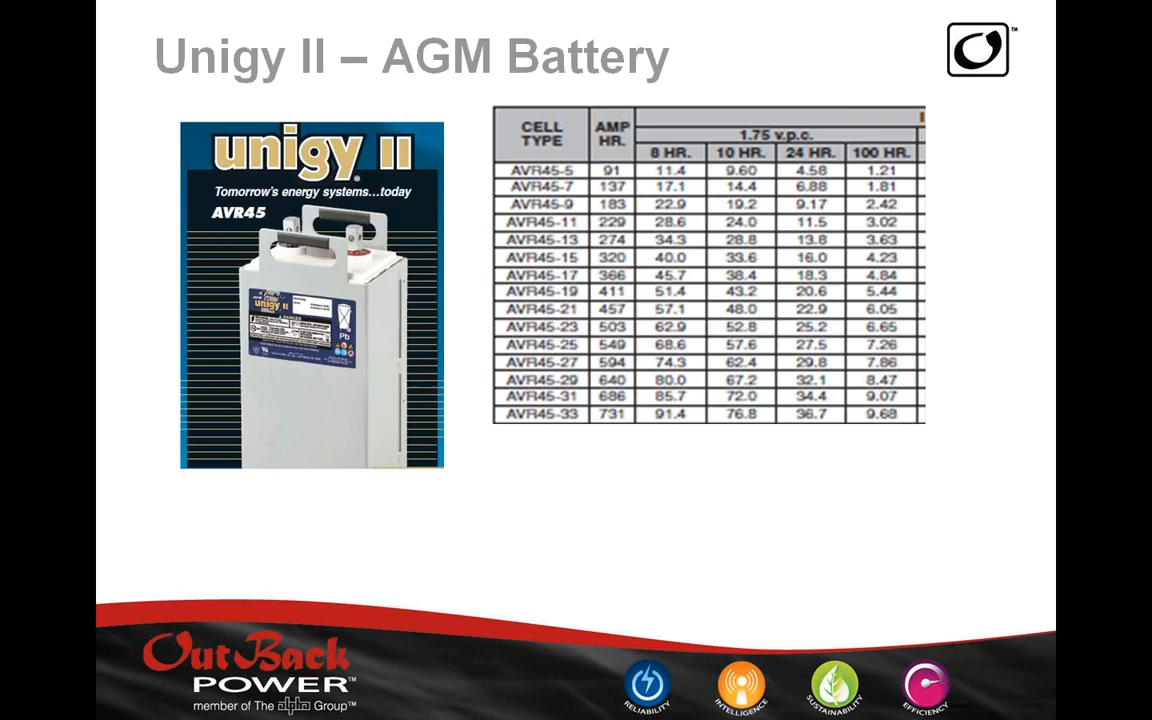 Unigy II – AGM Battery
TM
unigy II®
Tomorrow's energy systems...today
AVR45
unigy II
DANGER
Pb
CELL TYPE AMP HR. 1.75 v.p.c.
8 HR. 10 HR. 24 HR. 100 HR.
AVR45-5 91 11.4 9.60 4.58 1.21
AVR45-7 137 17.1 14.4 6.88 1.81
AVR45-9 183 22.9 19.2 9.17 2.42
AVR45-11 229 28.6 24.0 11.5 3.02
AVR45-13 274 34.3 28.8 13.8 3.63
AVR45-15 320 40.0 33.6 16.0 4.23
AVR45-17 366 45.7 38.4 18.3 4.84
AVR45-19 411 51.4 43.2 20.6 5.44
AVR45-21 457 57.1 48.0 22.9 6.05
AVR45-23 503 62.9 52.8 25.2 6.65
AVR45-25 549 68.6 57.6 27.5 7.26
AVR45-27 594 74.3 62.4 29.8 7.86
AVR45-29 640 80.0 67.2 32.1 8.47
AVR45-31 686 85.7 72.0 34.4 9.07
AVR45-33 731 91.4 76.8 36.7 9.68
OutBack
POWER™
member of The alpha Group™
RELIABILITY
INTELLIGENCE
SUSTAINABILITY
EFFICIENCY